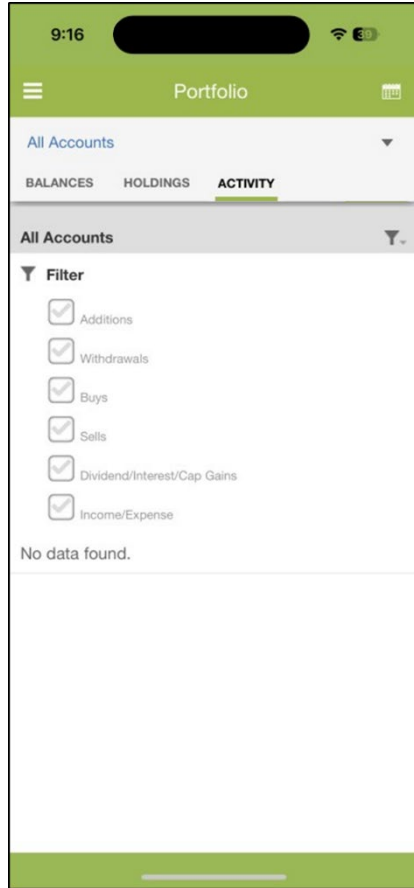 9:16
39
Portfolio
All Accounts
BALANCES HOLDINGS ACTIVITY
All Accounts
Filter
Additions
Withdrawals
Buys
Sells
Dividend/Interest/Cap Gains
Income/Expense
No data found.